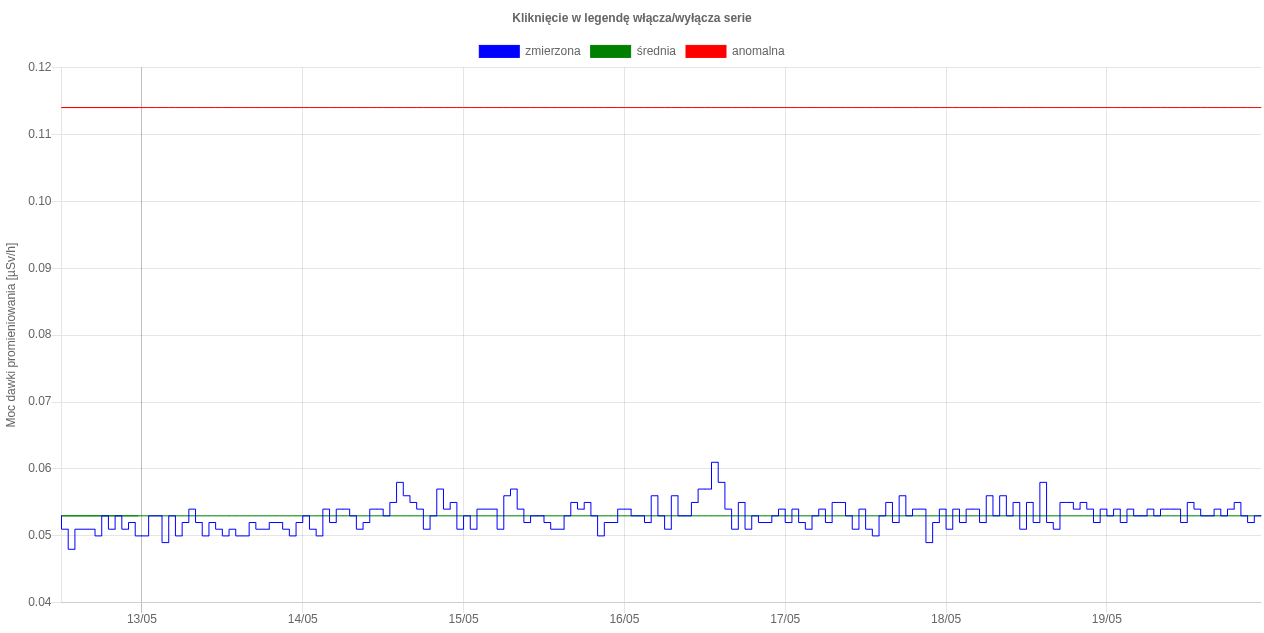 Kliknięcie w legendę włącza/wyłącza serie
zmierzona średnia anomalna
Moc dawki promieniowania [µSv/h]
0.12
0.11
0.10
0.09
0.08
0.07
0.06
0.05
0.04
13/05 14/05 15/05 16/05 17/05 18/05 19/05